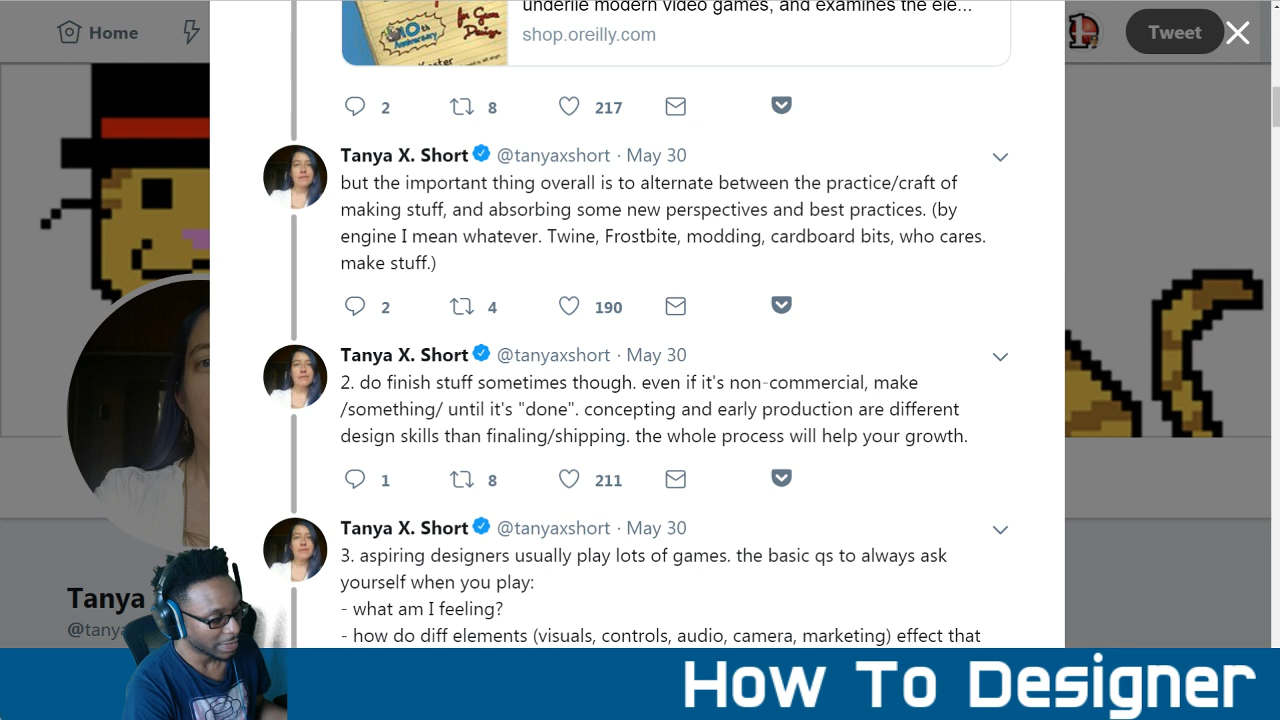 underlie modern video games, and examines the ele...
for Game
Design
10th
Anniversary
shop.oreilly.com
Home
Tweet
2 8 217
Tanya X. Short @tanyaxshort · May 30
but the important thing overall is to alternate between the practice/craft of
making stuff, and absorbing some new perspectives and best practices. (by
engine I mean whatever. Twine, Frostbite, modding, cardboard bits, who cares.
make stuff.)
2 4 190
Tanya X. Short @tanyaxshort · May 30
2. do finish stuff sometimes though. even if it's non-commercial, make
/something/ until it's "done". concepting and early production are different
design skills than finaling/shipping. the whole process will help your growth.
1 8 211
Tanya X. Short @tanyaxshort · May 30
3. aspiring designers usually play lots of games. the basic qs to always ask
yourself when you play:
- what am I feeling?
- how do diff elements (visuals, controls, audio, camera, marketing) effect that
Tanya
@tanya
How To Designer